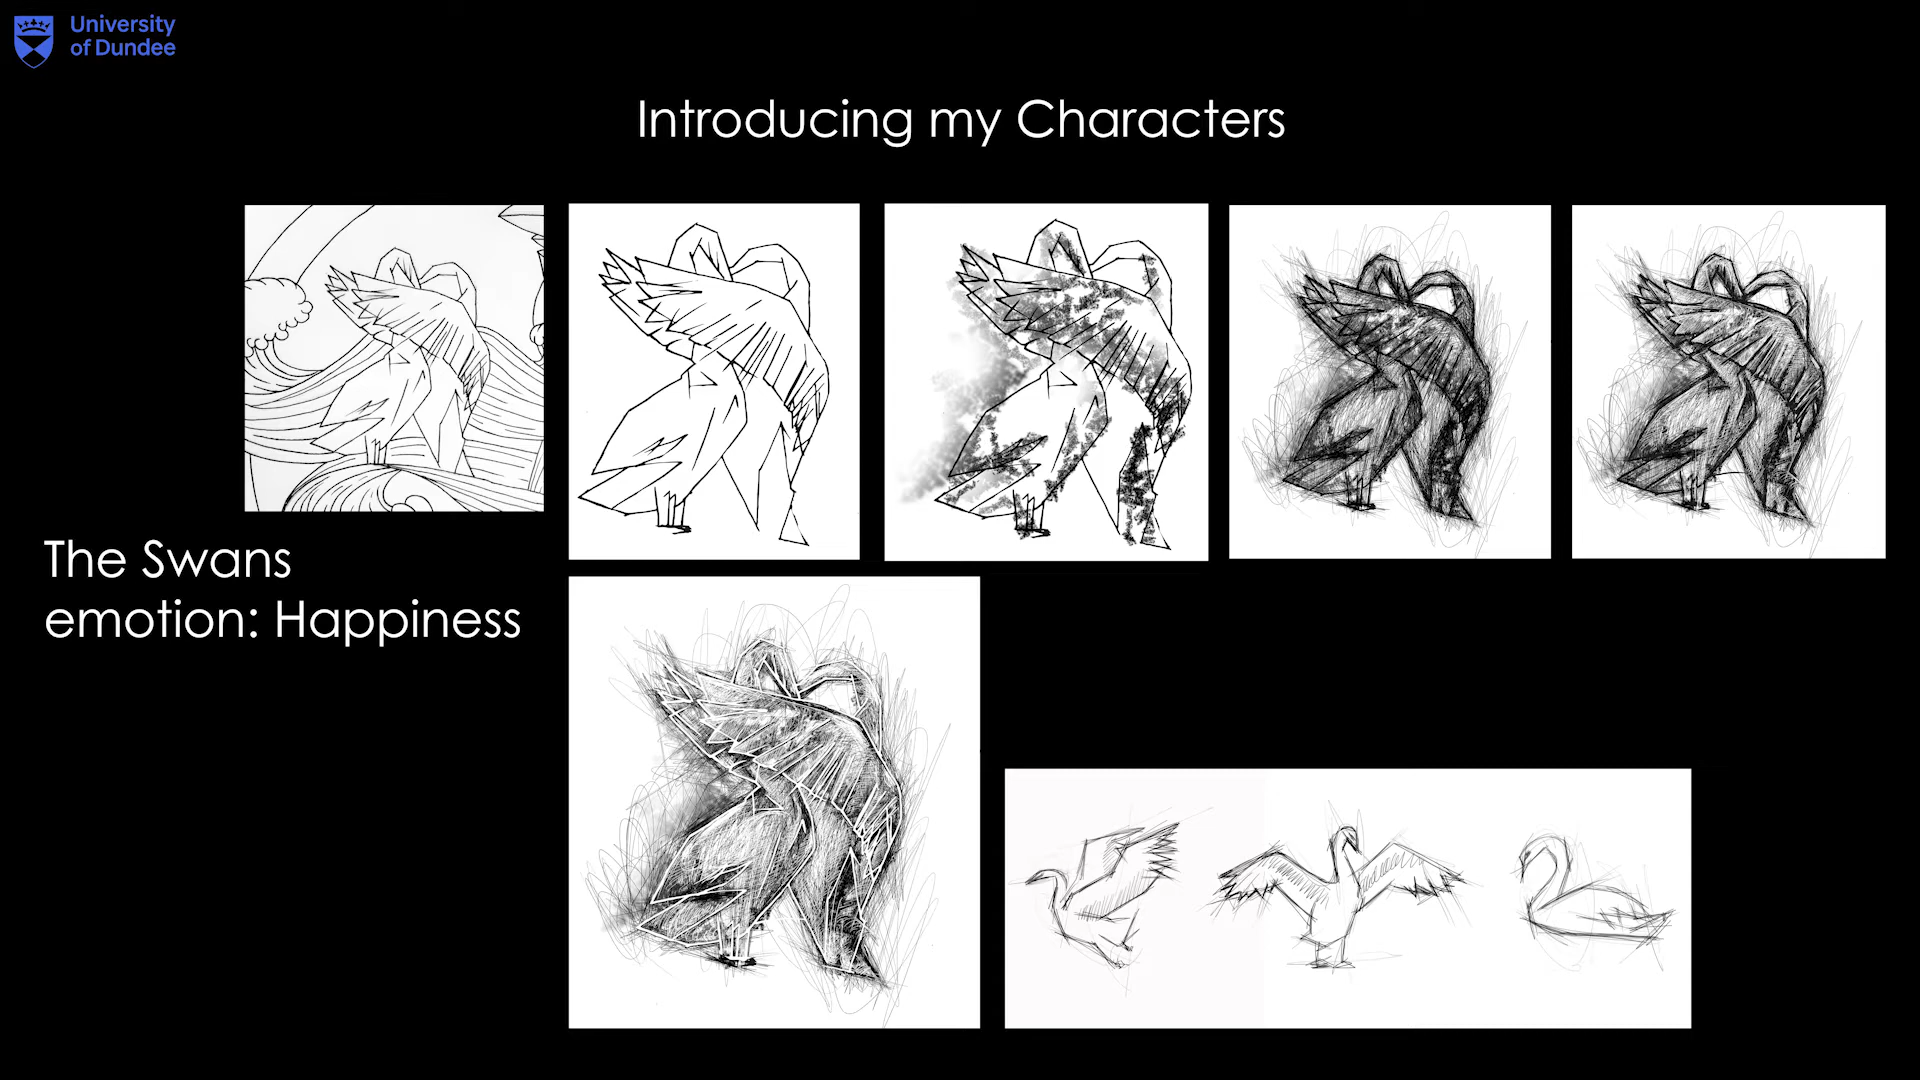 University
of Dundee
Introducing my Characters
The Swans
emotion: Happiness